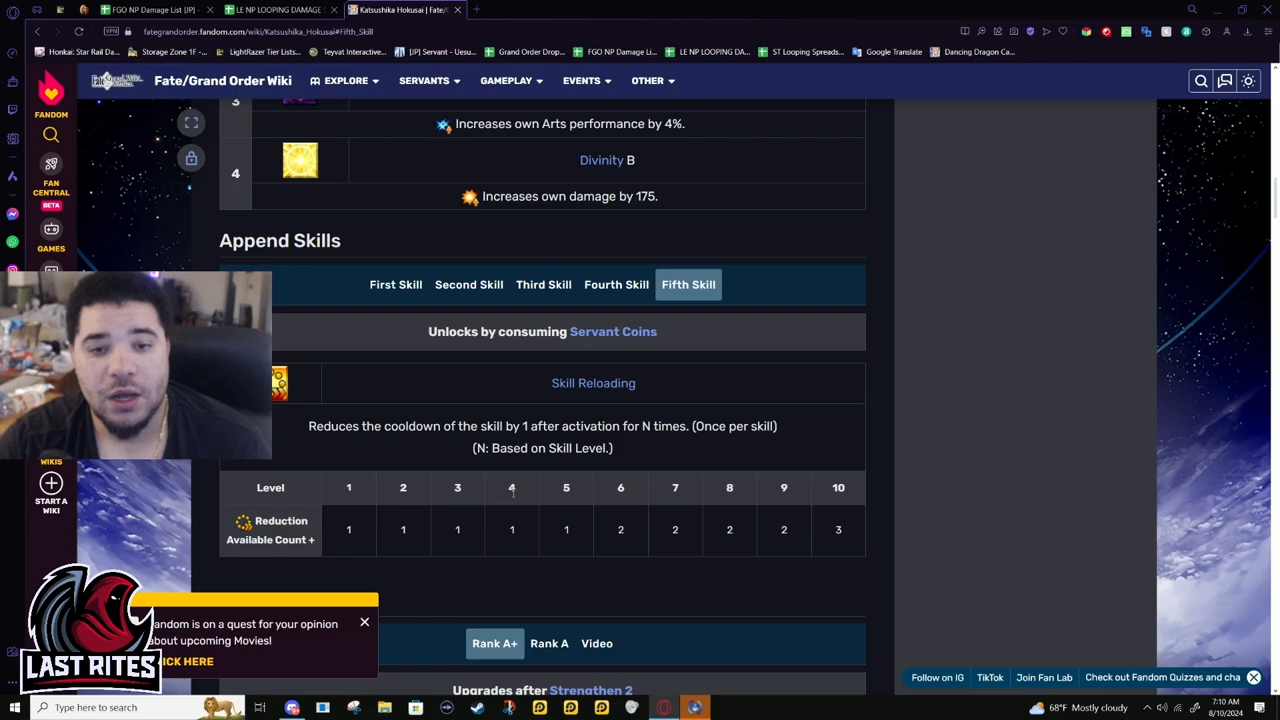 FGO NP Damage List [JP]
LE NP LOOPING DAMAGE
Katsushika Hokusai | Fate/
VPN
fategrandorder.fandom.com/wiki/Katsushika_Hokusai#Fifth_Skill
Honkai: Star Rail Da...
Storage Zone 1F -...
LightRazer Tier Lists...
Teyvat Interactive...
[JP] Servant - Uesu...
Grand Order Drop...
FGO NP Damage Li...
LE NP LOOPING DA...
ST Looping Spreads...
Google Translate
Dancing Dragon Ca...
Fate/Grand Order Wiki
EXPLORE
SERVANTS
GAMEPLAY
EVENTS
OTHER
FANDOM
FAN
CENTRAL
BETA
GAMES
WIKIS
START A
WIKI
3
Increases own Arts performance by 4%.
4
Divinity B
Increases own damage by 175.
Append Skills
First Skill Second Skill Third Skill Fourth Skill Fifth Skill
Unlocks by consuming Servant Coins
Skill Reloading
Reduces the cooldown of the skill by 1 after activation for N times. (Once per skill)
(N: Based on Skill Level.)
Level 1 2 3 4 5 6 7 8 9 10
Reduction
Available Count + 1 1 1 1 1 2 2 2 2 3
andom is on a quest for your opinion
about upcoming Movies!
ICK HERE
LAST RITES
Rank A+ Rank A Video
Upgrades after Strengthen 2
Follow on IG TikTok Join Fan Lab Check out Fandom Quizzes and cha
Type here to search
68°F Mostly cloudy
7:10 AM
8/10/2024